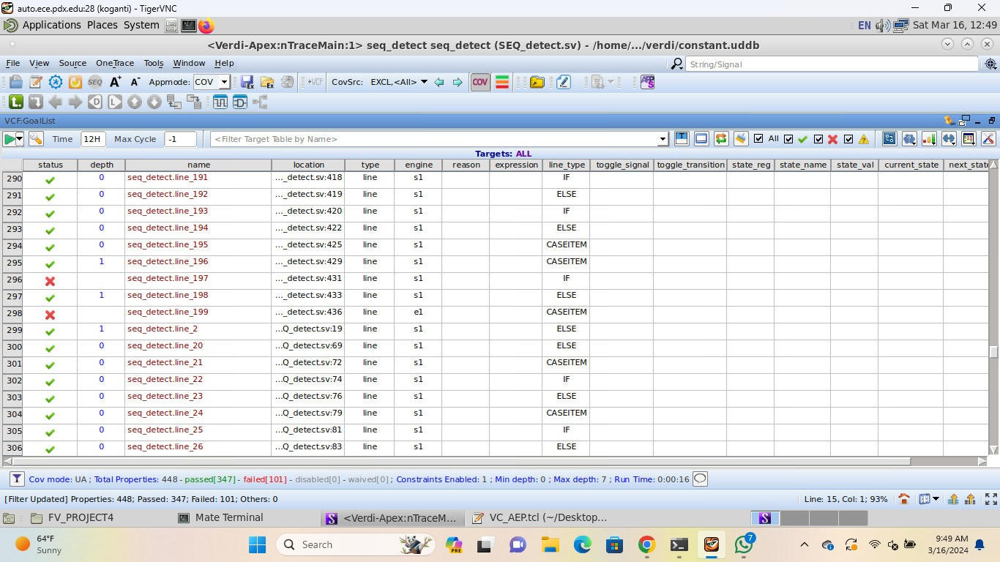 auto.ece.pdx.edu:28 (koganti) - TigerVNC
Applications Places System EN Sat Mar 16, 12:49
<Verdi-Apex:nTraceMain:1> seq_detect seq_detect (SEQ_detect.sv) - /home/.../verdi/constant.uddb
File View Source OneTrace Tools Window Help String/Signal
SEQ A+ A- Appmode: COV Ex Ex →VCF CovSrc: EXCL,<All> COV
VCF:GoalList
Time 12H Max Cycle -1 <Filter Target Table by Name> All
Targets: ALL
status depth name location type engine reason expression line_type toggle_signal toggle_transition state_reg state_name state_val current_state next_state
290 0 seq_detect.line_191 ..._detect.sv:418 line s1 IF
291 0 seq_detect.line_192 ..._detect.sv:419 line s1 ELSE
292 0 seq_detect.line_193 ..._detect.sv:420 line s1 IF
293 0 seq_detect.line_194 ..._detect.sv:422 line s1 ELSE
294 0 seq_detect.line_195 ..._detect.sv:425 line s1 CASEITEM
295 1 seq_detect.line_196 ..._detect.sv:429 line s1 CASEITEM
296 seq_detect.line_197 ..._detect.sv:431 line s1 IF
297 1 seq_detect.line_198 ..._detect.sv:433 line s1 ELSE
298 seq_detect.line_199 ..._detect.sv:436 line e1 CASEITEM
299 1 seq_detect.line_2 ...Q_detect.sv:19 line s1 ELSE
300 0 seq_detect.line_20 ...Q_detect.sv:69 line s1 ELSE
301 0 seq_detect.line_21 ...Q_detect.sv:72 line s1 CASEITEM
302 0 seq_detect.line_22 ...Q_detect.sv:74 line s1 IF
303 0 seq_detect.line_23 ...Q_detect.sv:76 line s1 ELSE
304 0 seq_detect.line_24 ...Q_detect.sv:79 line s1 CASEITEM
305 0 seq_detect.line_25 ...Q_detect.sv:81 line s1 IF
306 0 seq_detect.line_26 ...Q_detect.sv:83 line s1 ELSE
Cov mode: UA ; Total Properties: 448 - passed[347] - failed[101] - disabled[0] - waived[0] ; Constraints Enabled: 1 ; Min depth: 0 ; Max depth: 7 ; Run Time: 0:00:16
[Filter Updated] Properties: 448; Passed: 347; Failed: 101; Others: 0 Line: 15, Col: 1; 93%
FV_PROJECT4 Mate Terminal <Verdi-Apex:nTraceM... VC_AEP.tcl (~/Desktop...
64°F
Sunny
Search
PRE
7
9:49 AM
3/16/2024